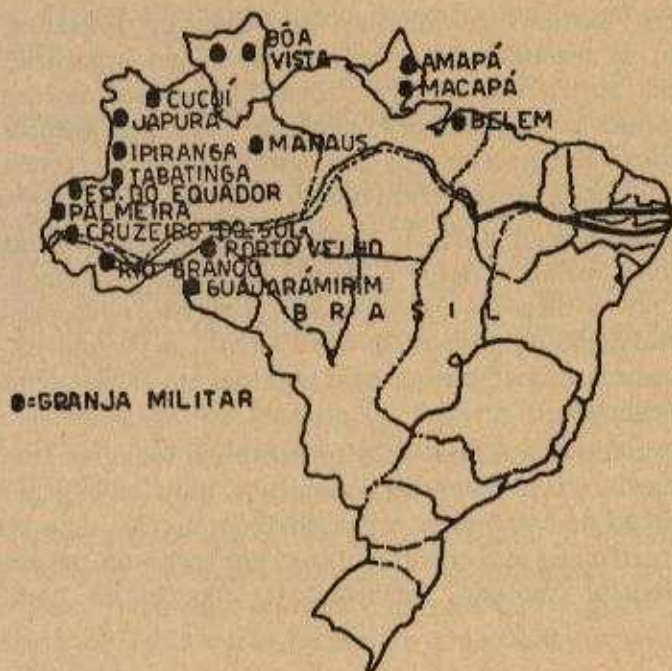 BÔA
VISTA
AMAPÁ
MACAPÁ
CUCUÍ
BELEM
JAPURÁ
MANAUS
IPIRANGA
TABATINGA
ES. DO EQUADOR
PALMEIRA
CRUZEIRO DO SUL
PORTO VELHO
RIO BRANCO
GUAJARÁMIRIM
BRASIL
=GRANJA MILITAR